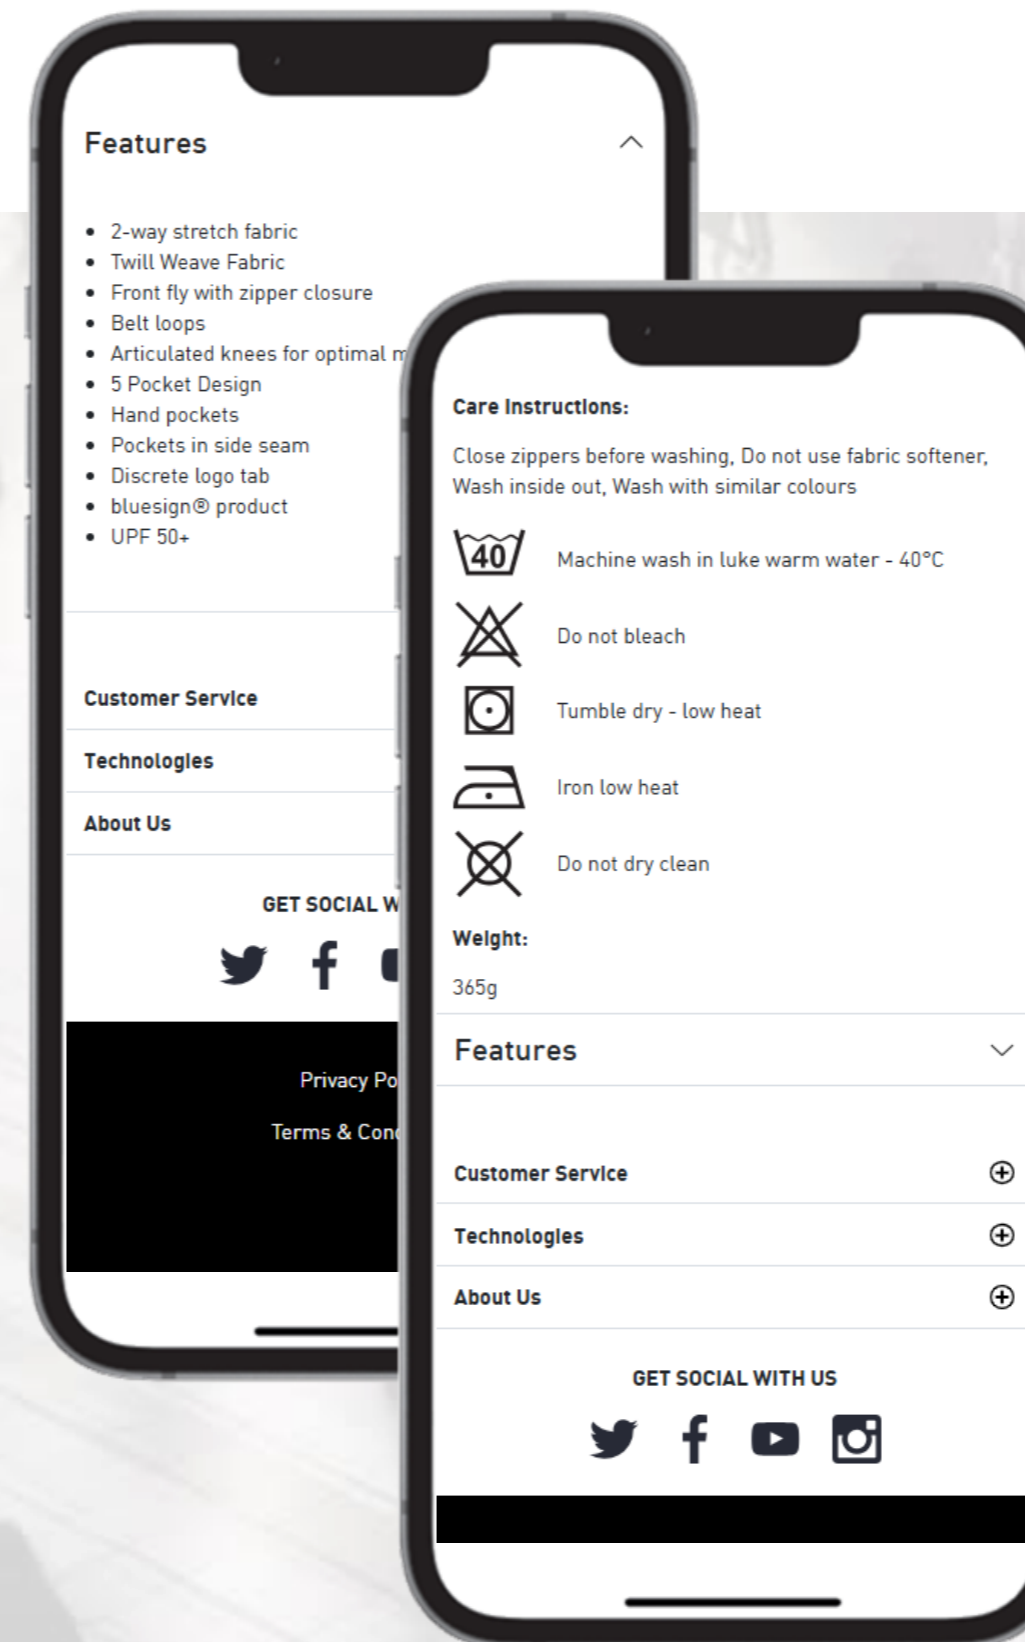 Features
2-way stretch fabric
Twill Weave Fabric
Front fly with zipper closure
Belt loops
Articulated knees for optimal
5 Pocket Design
Hand pockets
Pockets in side seam
Discrete logo tab
bluesign® product
UPF 50+
Customer Service
Technologies
About Us
GET SOCIAL
Privacy
Terms &
Care Instructions:
Close zippers before washing, Do not use fabric softener,
Wash inside out, Wash with similar colours
40
Machine wash in luke warm water - 40°C
Do not bleach
Tumble dry - low heat
Iron low heat
Do not dry clean
Weight:
365g
Features
Customer Service
Technologies
About Us
GET SOCIAL WITH US